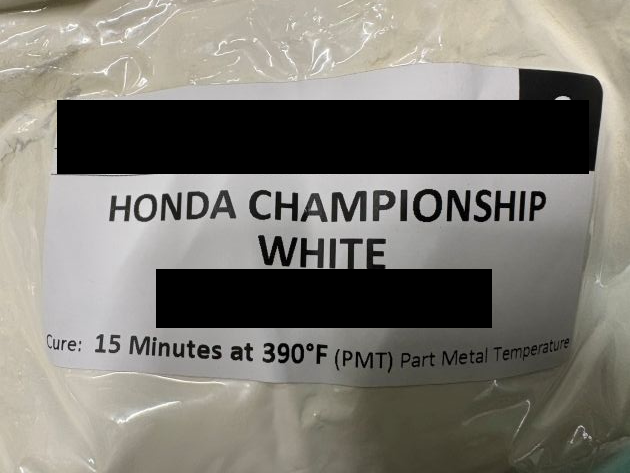 HONDA CHAMPIONSHIP
WHITE
Cure: 15 Minutes at 390°F (PMT) Part Metal Temperature